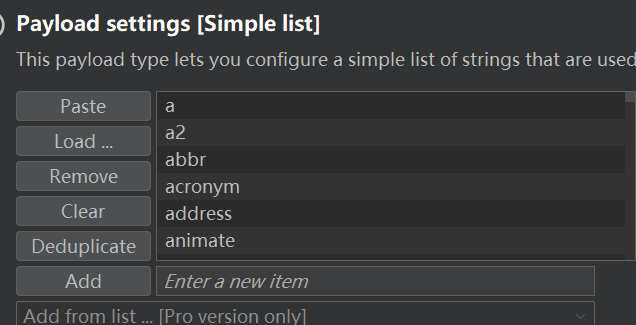 Payload settings [Simple list]
This payload type lets you configure a simple list of strings that are used
Paste
Load ...
Remove
Clear
Deduplicate
a
a2
abbr
acronym
address
animate
Add
Enter a new item
Add from list ... [Pro version only]